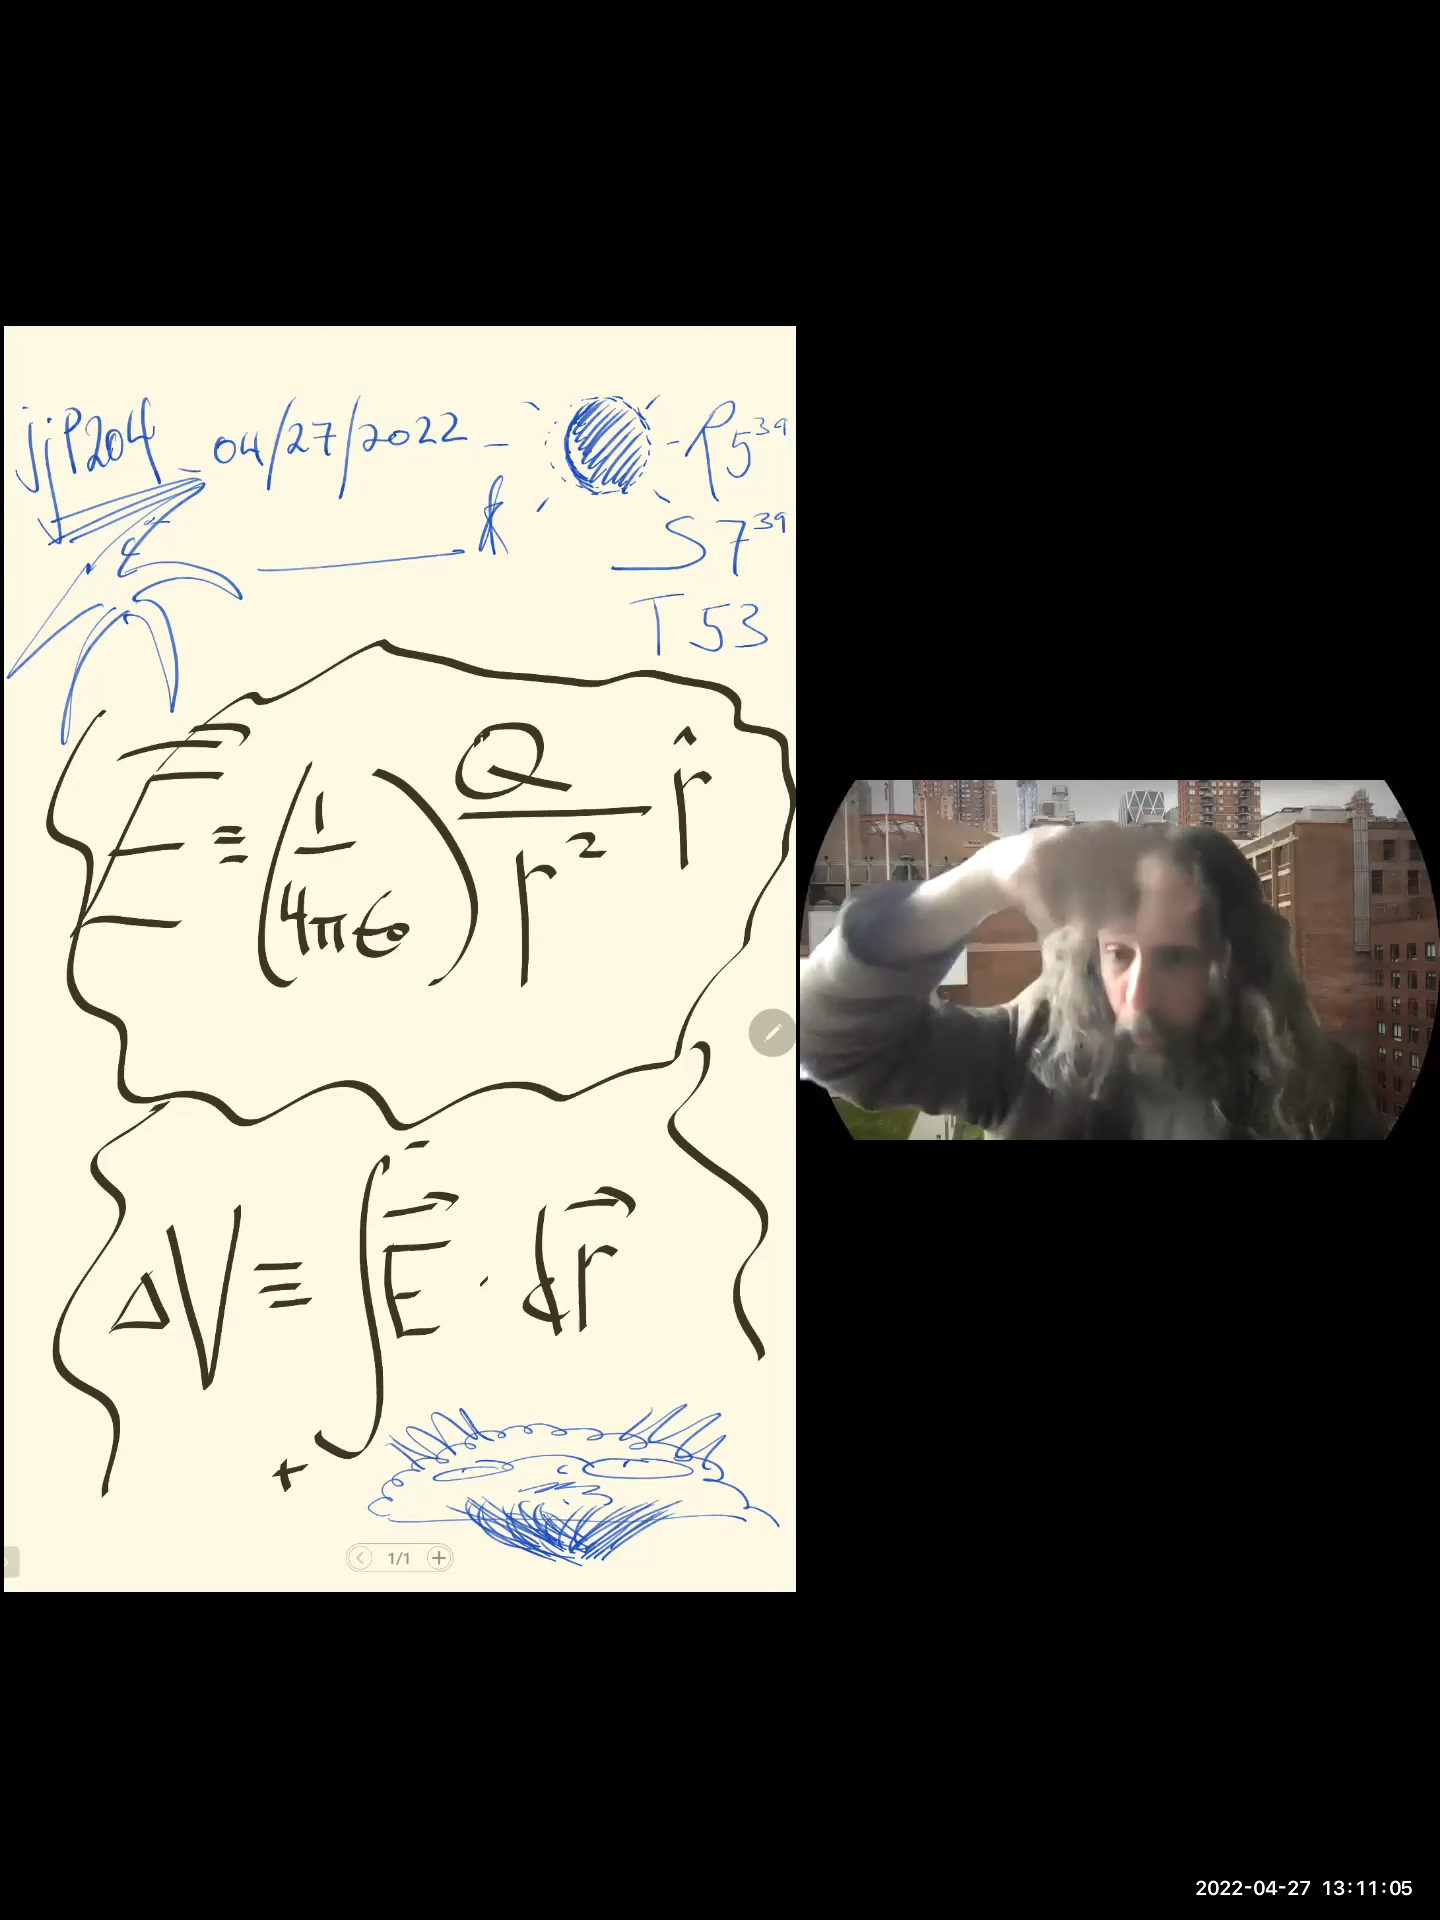 jjP204 - 04/27/2022 - R5³⁹
S7³⁹
T53
E⃗ = (1/4πε₀) Q/r² r̂
ΔV ≡ ∫₊⁻ E⃗ · dr⃗
1/1
2022-04-27 13:11:05